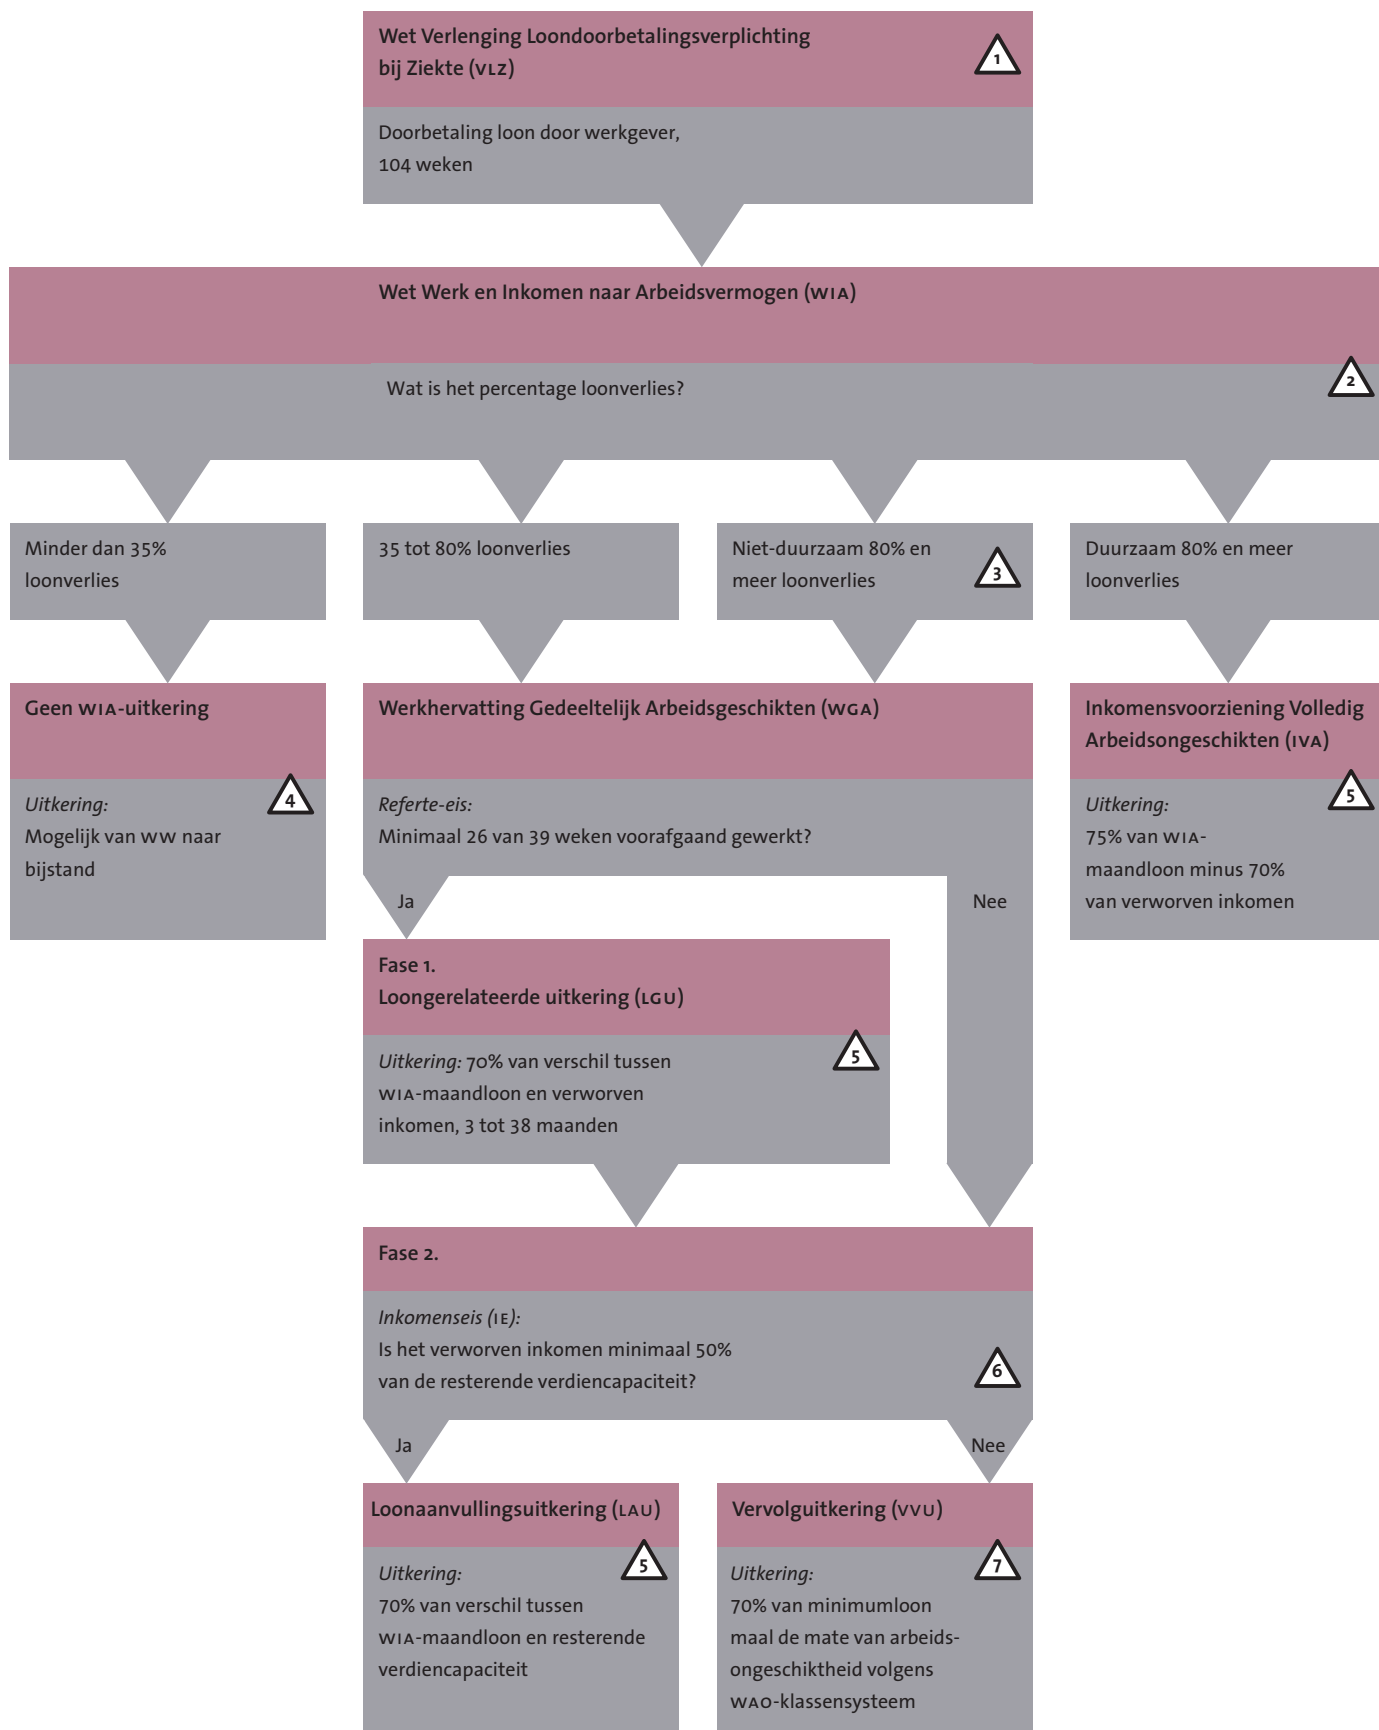 Wet Verlenging Loondoorbetalingsverplichting
bij Ziekte (VLZ)
1
Doorbetaling loon door werkgever,
104 weken
Wet Werk en Inkomen naar Arbeidsvermogen (WIA)
Wat is het percentage loonverlies?
2
Minder dan 35%
loonverlies
35 tot 80% loonverlies
Niet-duurzaam 80% en
meer loonverlies
3
Duurzaam 80% en meer
loonverlies
Geen WIA-uitkering
4
Uitkering:
Mogelijk van WW naar
bijstand
Werkhervatting Gedeeltelijk Arbeidsgeschikten (WGA)
Referte-eis:
Minimaal 26 van 39 weken voorafgaand gewerkt?
Ja
Nee
Inkomensvoorziening Volledig
Arbeidsongeschikten (IVA)
5
Uitkering:
75% van WIA-
maandloon minus 70%
van verworven inkomen
Fase 1.
Loongerelateerde uitkering (LGU)
5
Uitkering: 70% van verschil tussen
WIA-maandloon en verworven
inkomen, 3 tot 38 maanden
Fase 2.
Inkomenseis (IE):
Is het verworven inkomen minimaal 50%
van de resterende verdiencapaciteit?
6
Ja
Nee
Loonaanvullingsuitkering (LAU)
5
Uitkering:
70% van verschil tussen
WIA-maandloon en resterende
verdiencapaciteit
Vervolguitkering (VVU)
7
Uitkering:
70% van minimumloon
maal de mate van arbeids-
ongeschiktheid volgens
WAO-klassensysteem